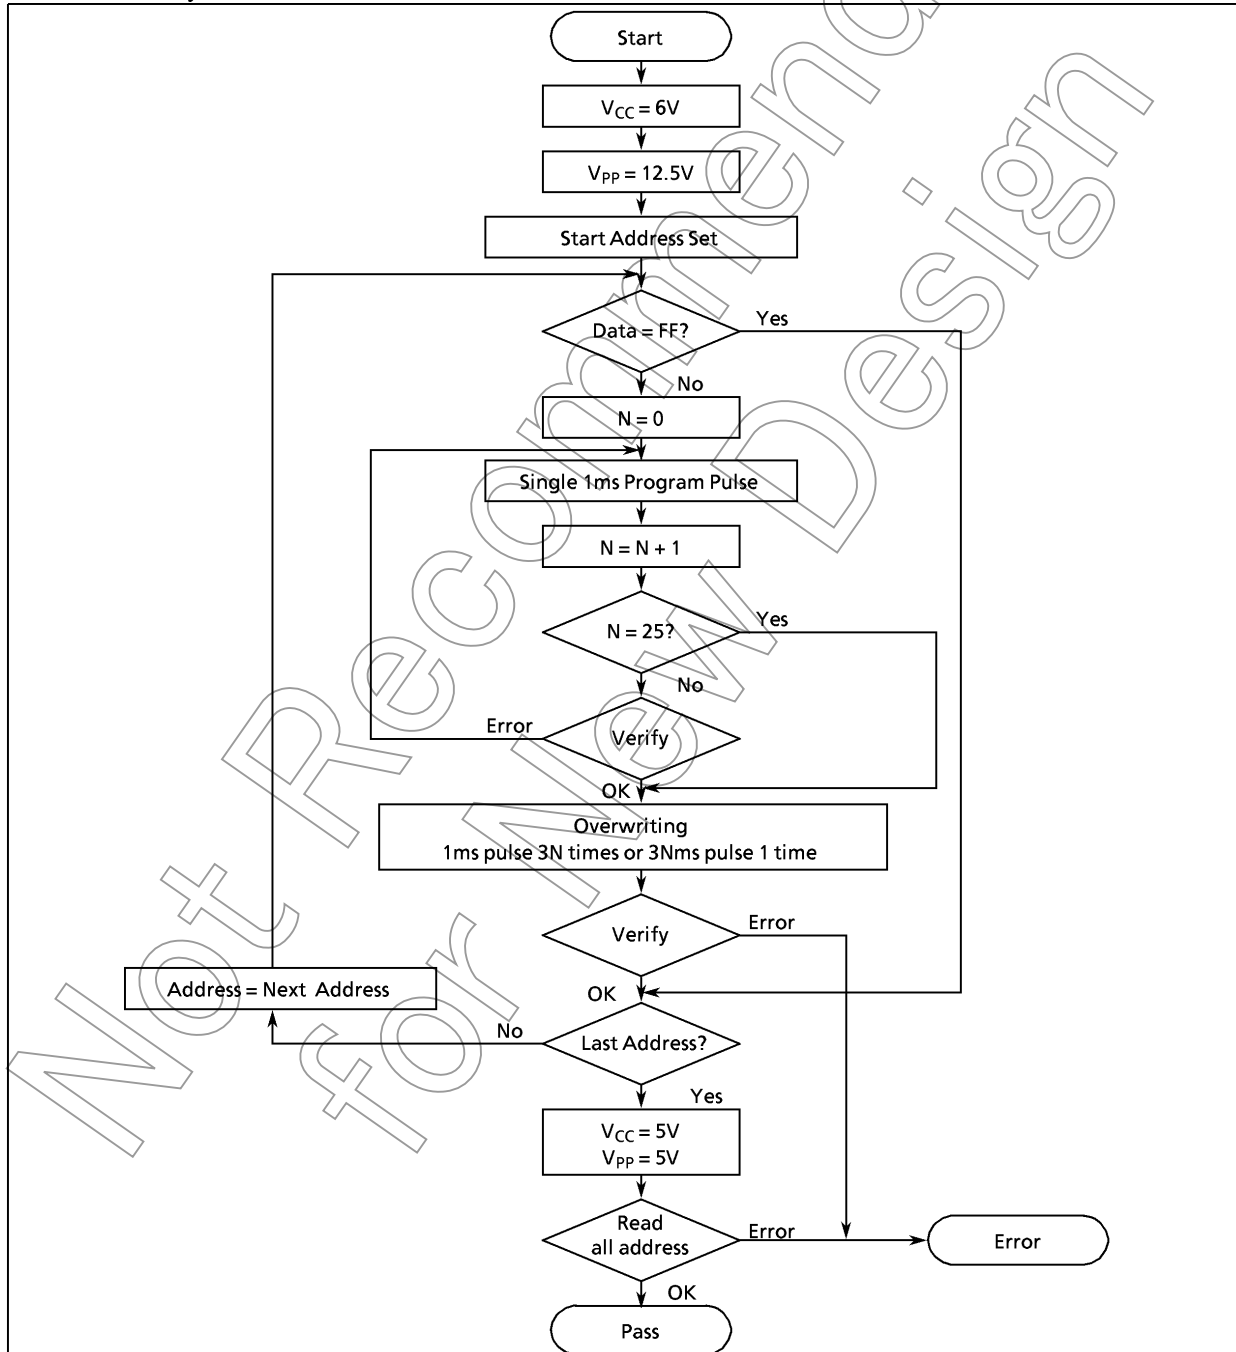 Start
VCC = 6V
VPP = 12.5V
Start Address Set
Data = FF?
Yes
No
N = 0
Single 1ms Program Pulse
N = N + 1
N = 25?
Yes
No
Error
Verify
OK
Overwriting
1ms pulse 3N times or 3Nms pulse 1 time
Verify
Error
Address = Next Address
OK
No
Last Address?
Yes
VCC = 5V
VPP = 5V
Read
all address
Error
Error
OK
Pass
Not Recommend
for New Design